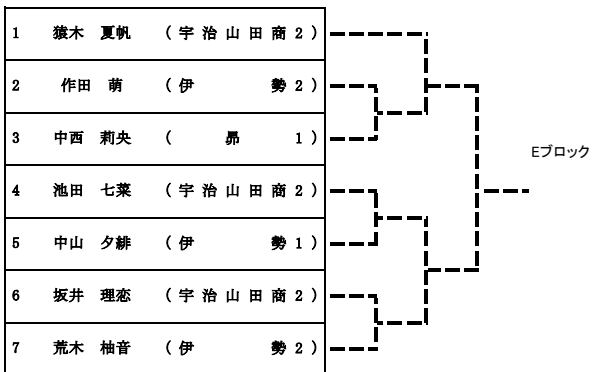 1 猿木 夏帆 (宇治山田商2)
2 作田 萌 (伊 勢2)
3 中西 莉央 ( 昴 1)
Eブロック
4 池田 七菜 (宇治山田商2)
5 中山 夕緋 (伊 勢1)
6 坂井 理恋 (宇治山田商2)
7 荒木 柚音 (伊 勢2)